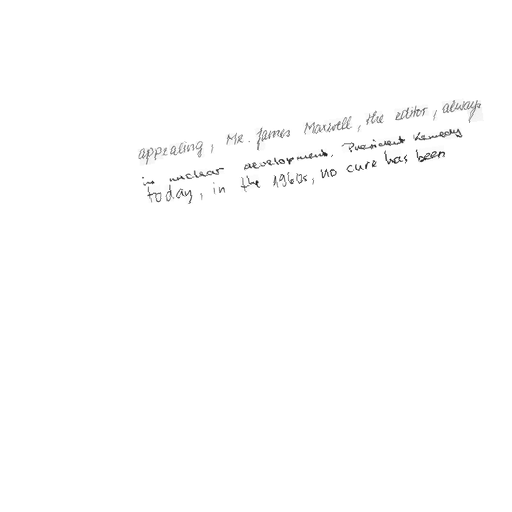 appealing, Mr. James Maxwell, the editor, always
in nuclear development. President Kennedy
today, in the 1960s, no cure has been